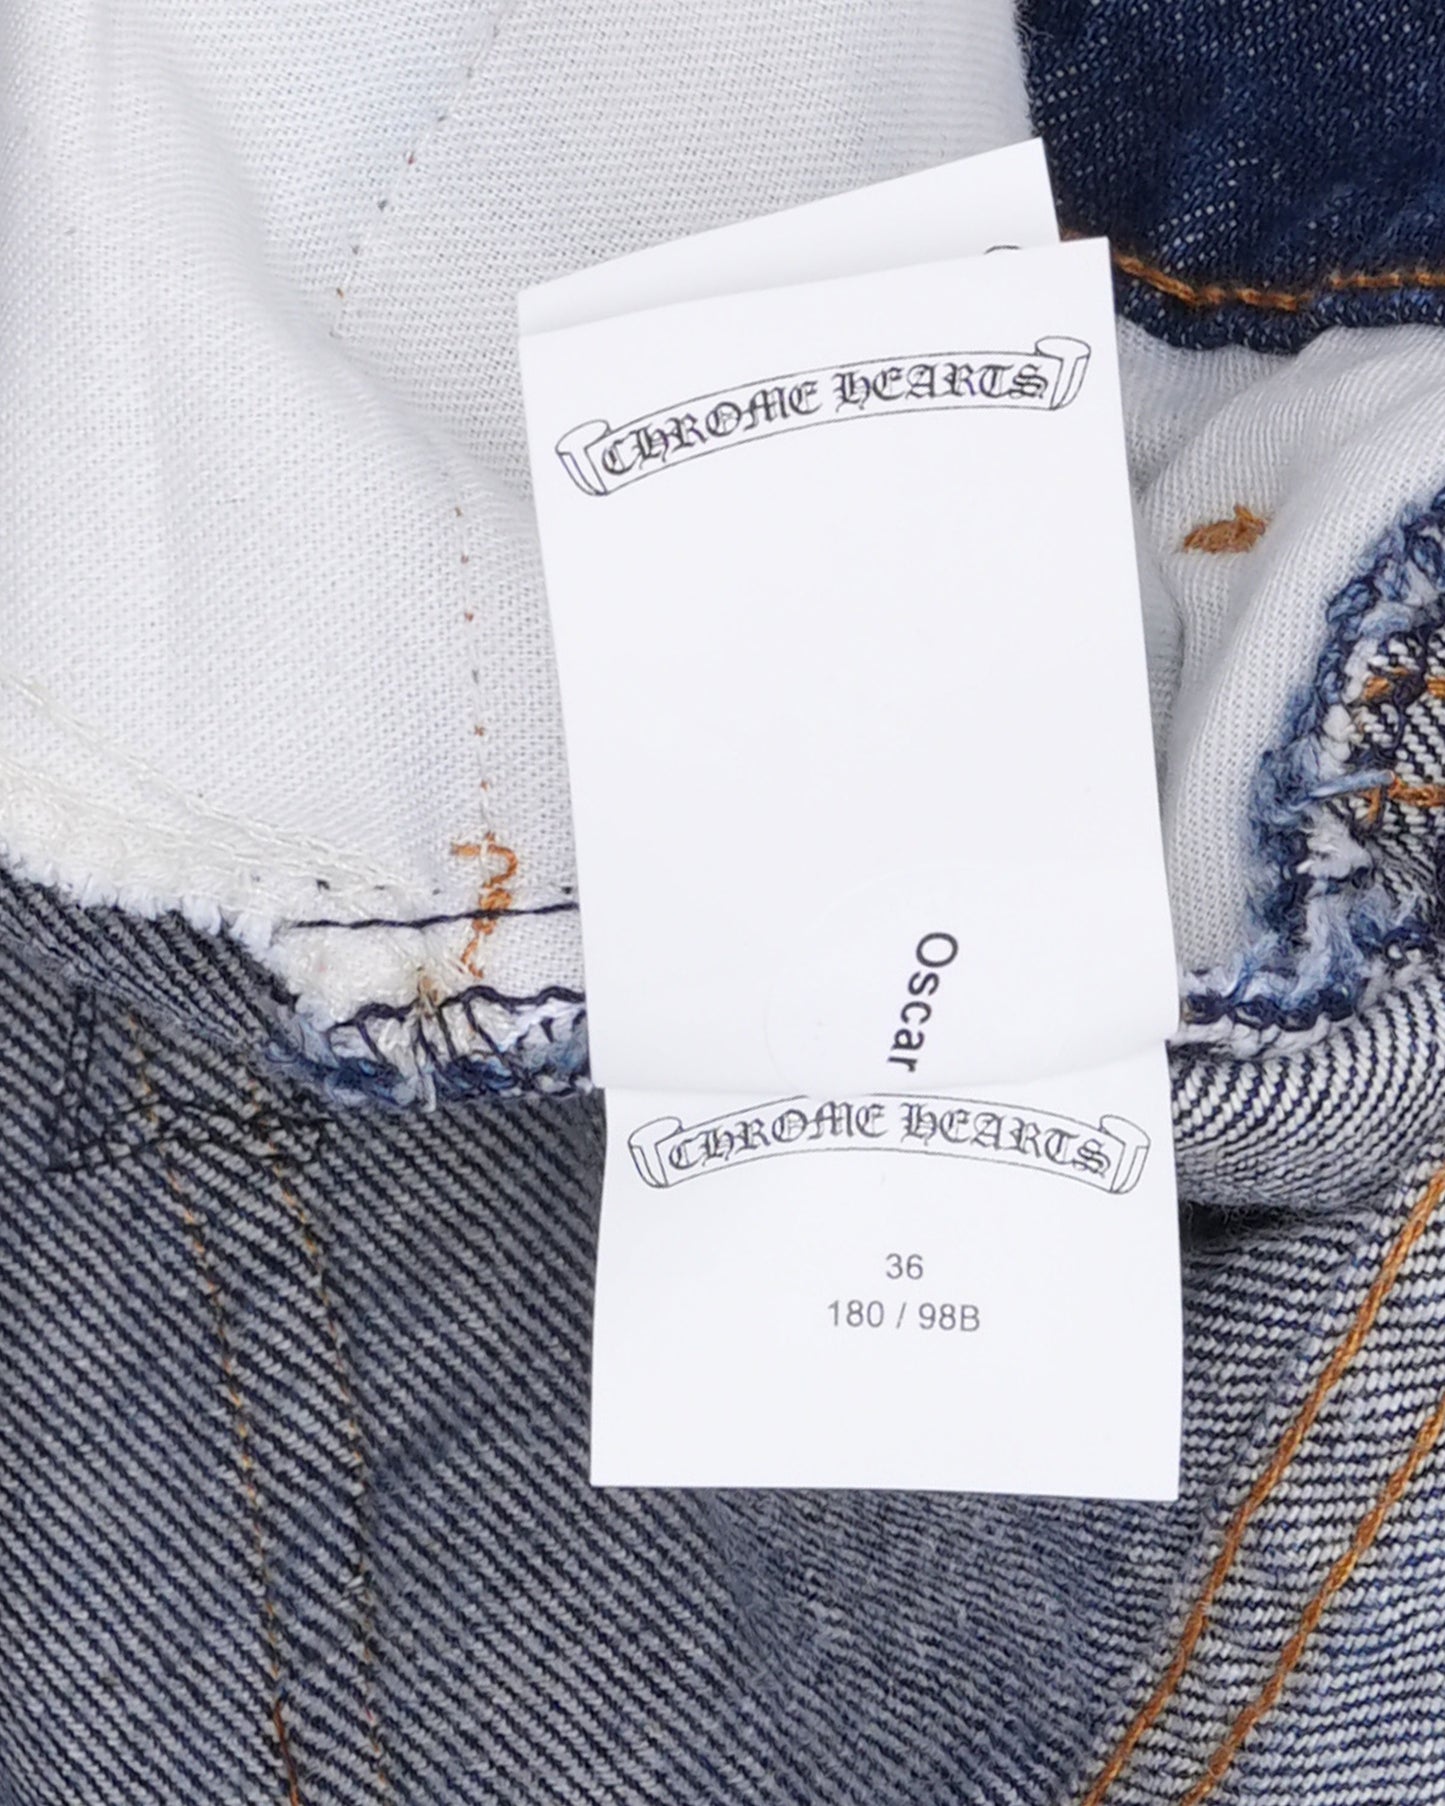 CHROME HEARTS
Oscar
CHROME HEARTS
36
180 / 98B